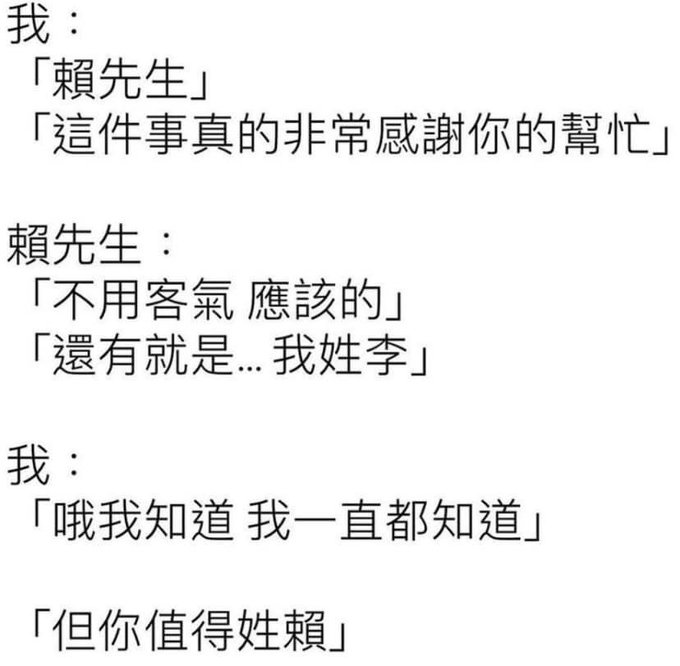 我：
「賴先生」
「這件事真的非常感謝你的幫忙」
賴先生：
「不用客氣 應該的」
「還有就是... 我姓李」
我：
「哦我知道 我一直都知道」
「但你值得姓賴」